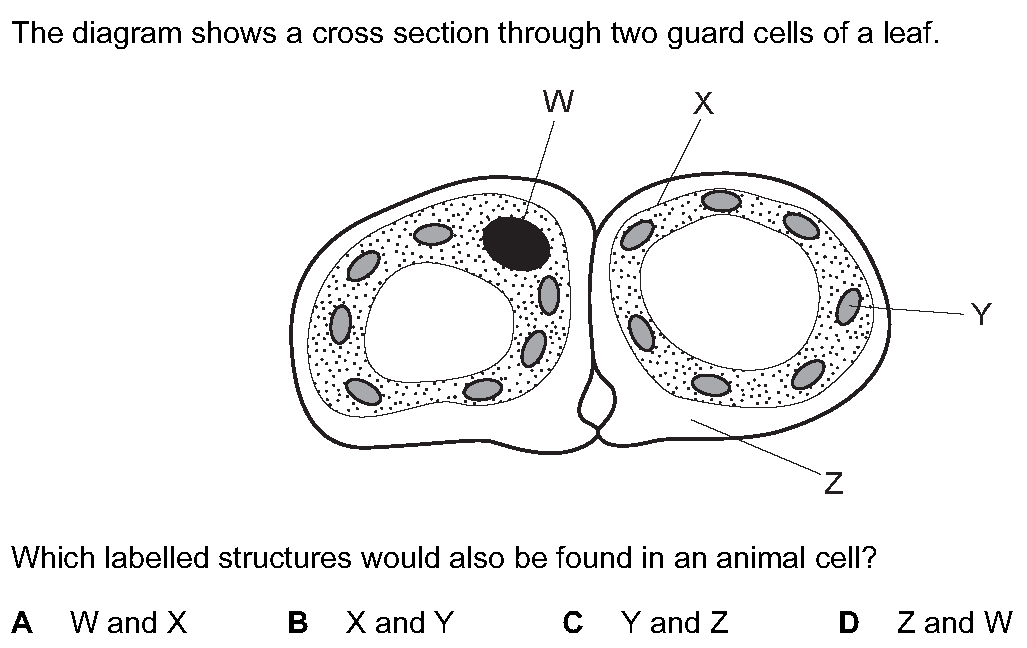 The diagram shows a cross section through two guard cells of a leaf.
W X
Y
Z
Which labelled structures would also be found in an animal cell?
A W and X B X and Y C Y and Z D Z and W